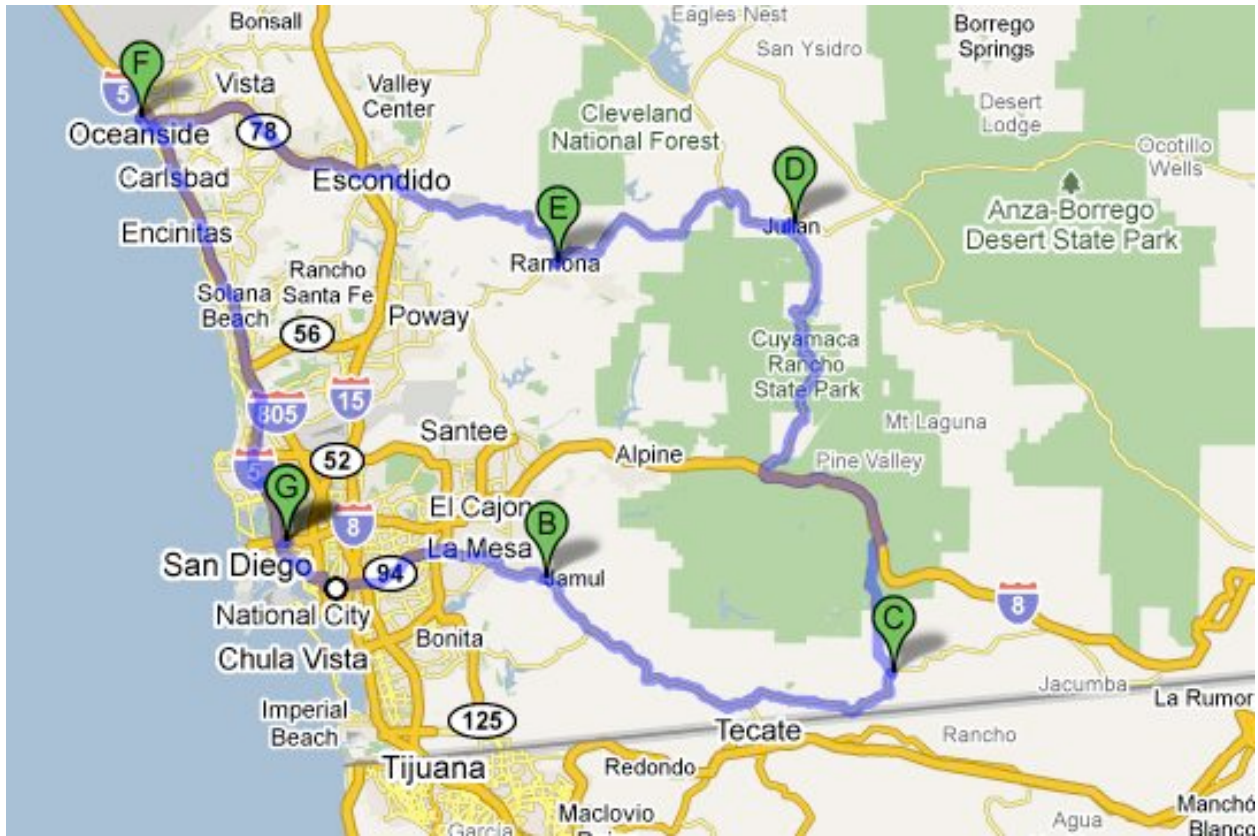 Bonsall
Eagles Nest
Borrego
Springs
San Ysidro
F
5
Vista
Valley
Center
Cleveland
National Forest
Desert
Lodge
Oceanside
78
Ocotillo
Wells
Carlsbad
Escondido
D
Anza-Borrego
Desert State Park
Encinitas
E
Julian
Ramona
Rancho
Santa Fe
Solana
Beach
56
Poway
Cuyamaca
Rancho
State Park
805
15
Mt Laguna
Santee
52
Alpine
Pine Valley
5
G
El Cajon
B
8
La Mesa
San Diego
94
Jamul
8
National City
C
Bonita
Chula Vista
Jacumba
La Rumor
Imperial
Beach
125
Tecate
Rancho
Tijuana
Redondo
Maclovio
Manchó
Blanco
Agua
García